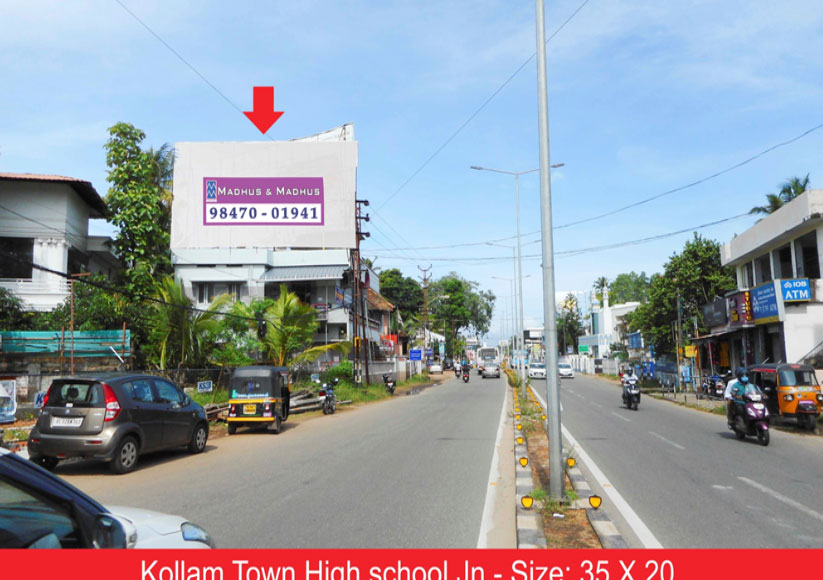 MADHUS & MADHUS
98470 - 01941
IOB
ATM
Kollam Town High school Jn - Size: 35 X 20